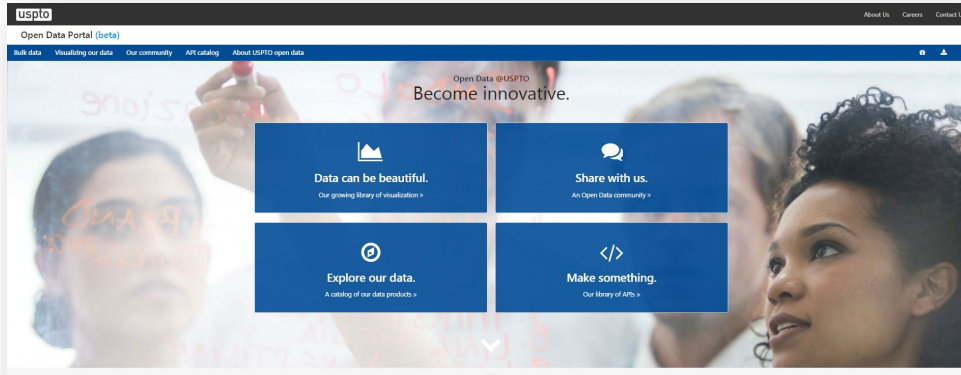 uspto
About Us Careers Contact U
Open Data Portal (beta)
Bulk data Visualizing our data Our community API catalog About USPTO open data
Open Data @USPTO
Become innovative.
Data can be beautiful.
Our growing library of visualization »
Share with us.
An Open Data community »
Explore our data.
A catalog of our data products »
</>
Make something.
Our library of APIs »